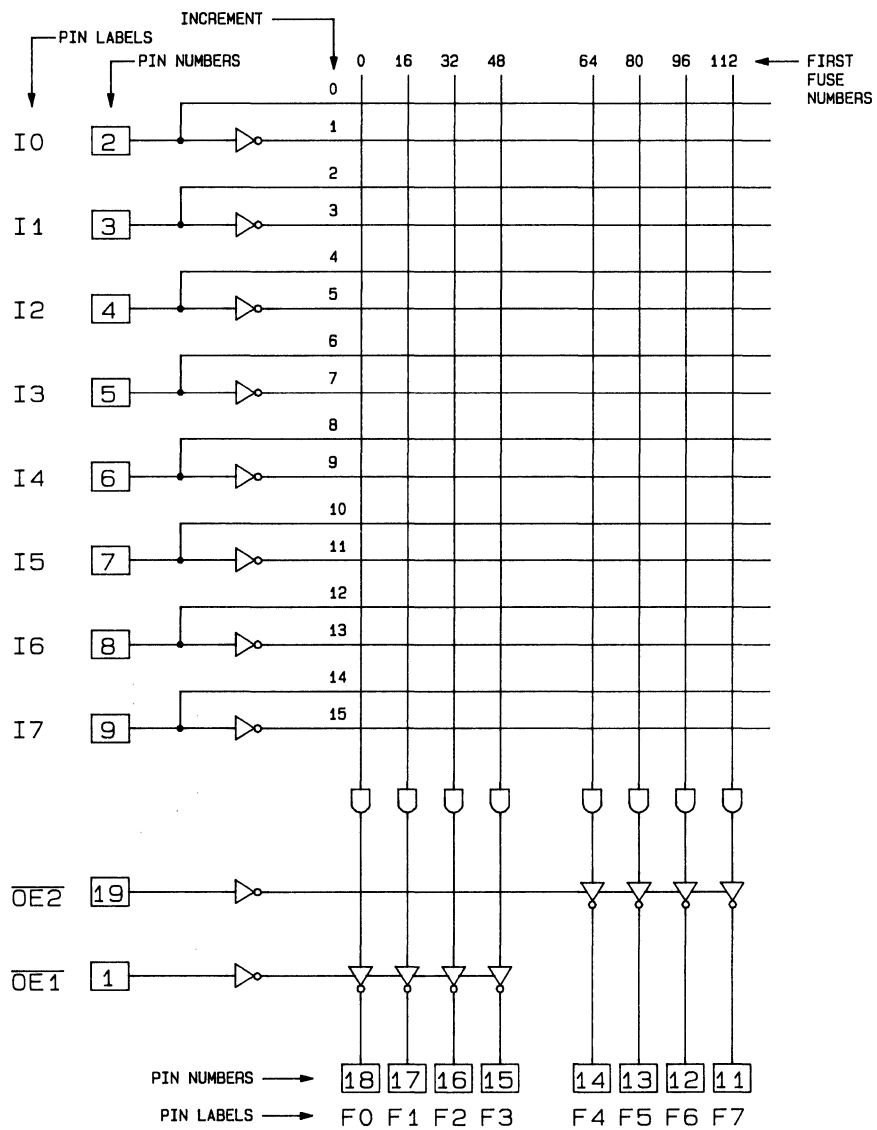 INCREMENT
PIN LABELS
PIN NUMBERS
0 16 32 48 64 80 96 112
FIRST
FUSE
NUMBERS
0
I0 2 1
2
I1 3 3
4
I2 4 5
6
I3 5 7
8
I4 6 9
10
I5 7 11
12
I6 8 13
14
I7 9 15
OE2 19
OE1 1
PIN NUMBERS 18 17 16 15 14 13 12 11
PIN LABELS F0 F1 F2 F3 F4 F5 F6 F7